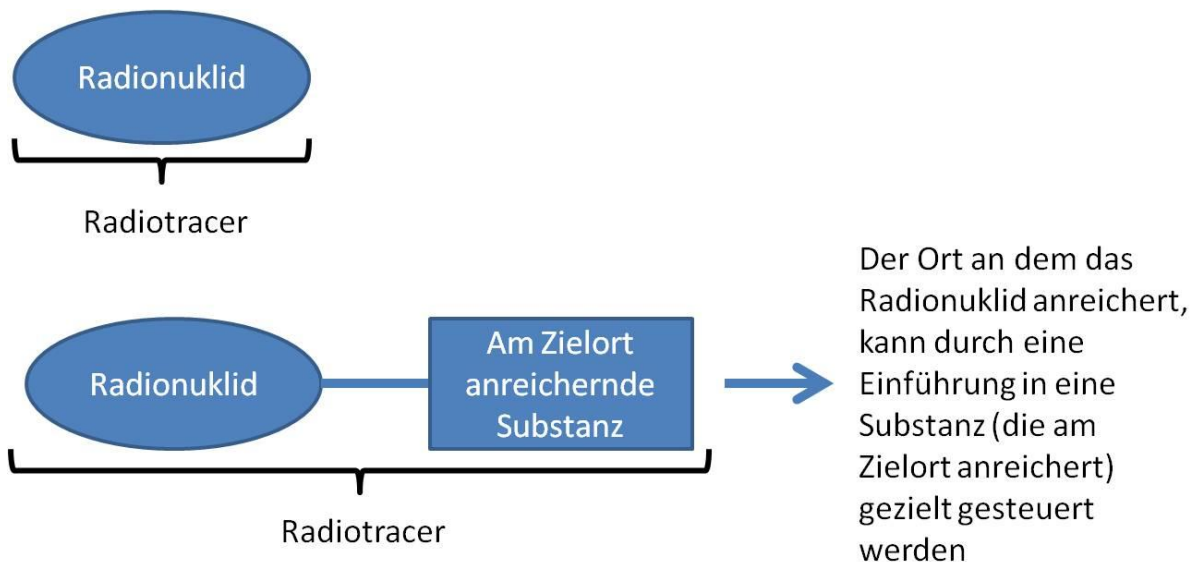 Radionuklid
Radiotracer
Radionuklid
Am Zielort
anreichernde
Substanz
Radiotracer
Der Ort an dem das
Radionuklid anreichert,
kann durch eine
Einführung in eine
Substanz (die am
Zielort anreichert)
gezielt gesteuert
werden